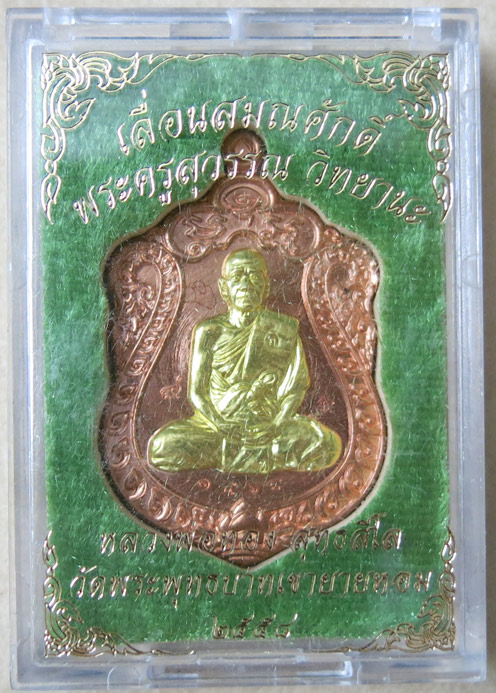 เลื่อนสมณศักดิ์
พระครูสุวรรณ วิทยานะ
หลวงพ่อทอง สุทธสีโล
วัดพระพุทธบาทเขายายหอม
๒๕๕๘